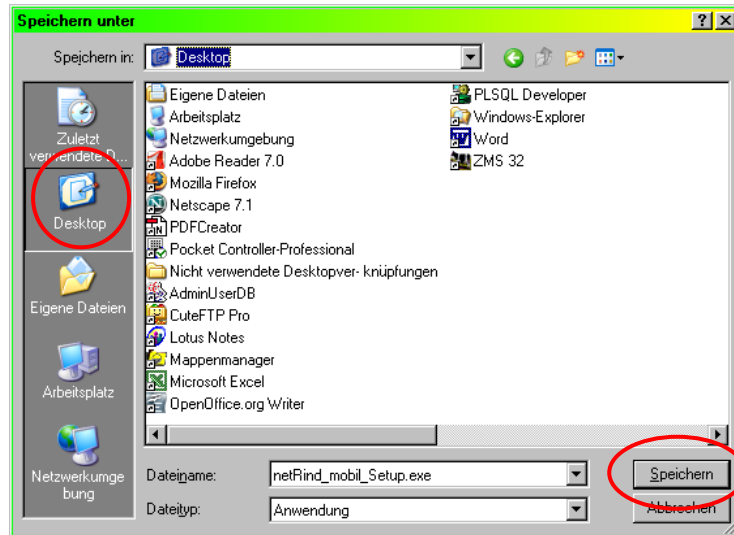 Speichern unter
Speichern in: Desktop
Zuletzt
verwendete D...
Desktop
Eigene Dateien
Arbeitsplatz
Netzwerkumge
bung
Eigene Dateien
Arbeitsplatz
Netzwerkumgebung
Adobe Reader 7.0
Mozilla Firefox
Netscape 7.1
PDFCreator
Pocket Controller-Professional
Nicht verwendete Desktopver- knüpfungen
AdminUserDB
CuteFTP Pro
Lotus Notes
Mappenmanager
Microsoft Excel
OpenOffice.org Writer
PLSQL Developer
Windows-Explorer
Word
ZMS 32
Dateiname: netRind_mobil_Setup.exe Speichern
Dateityp: Anwendung Abbrechen